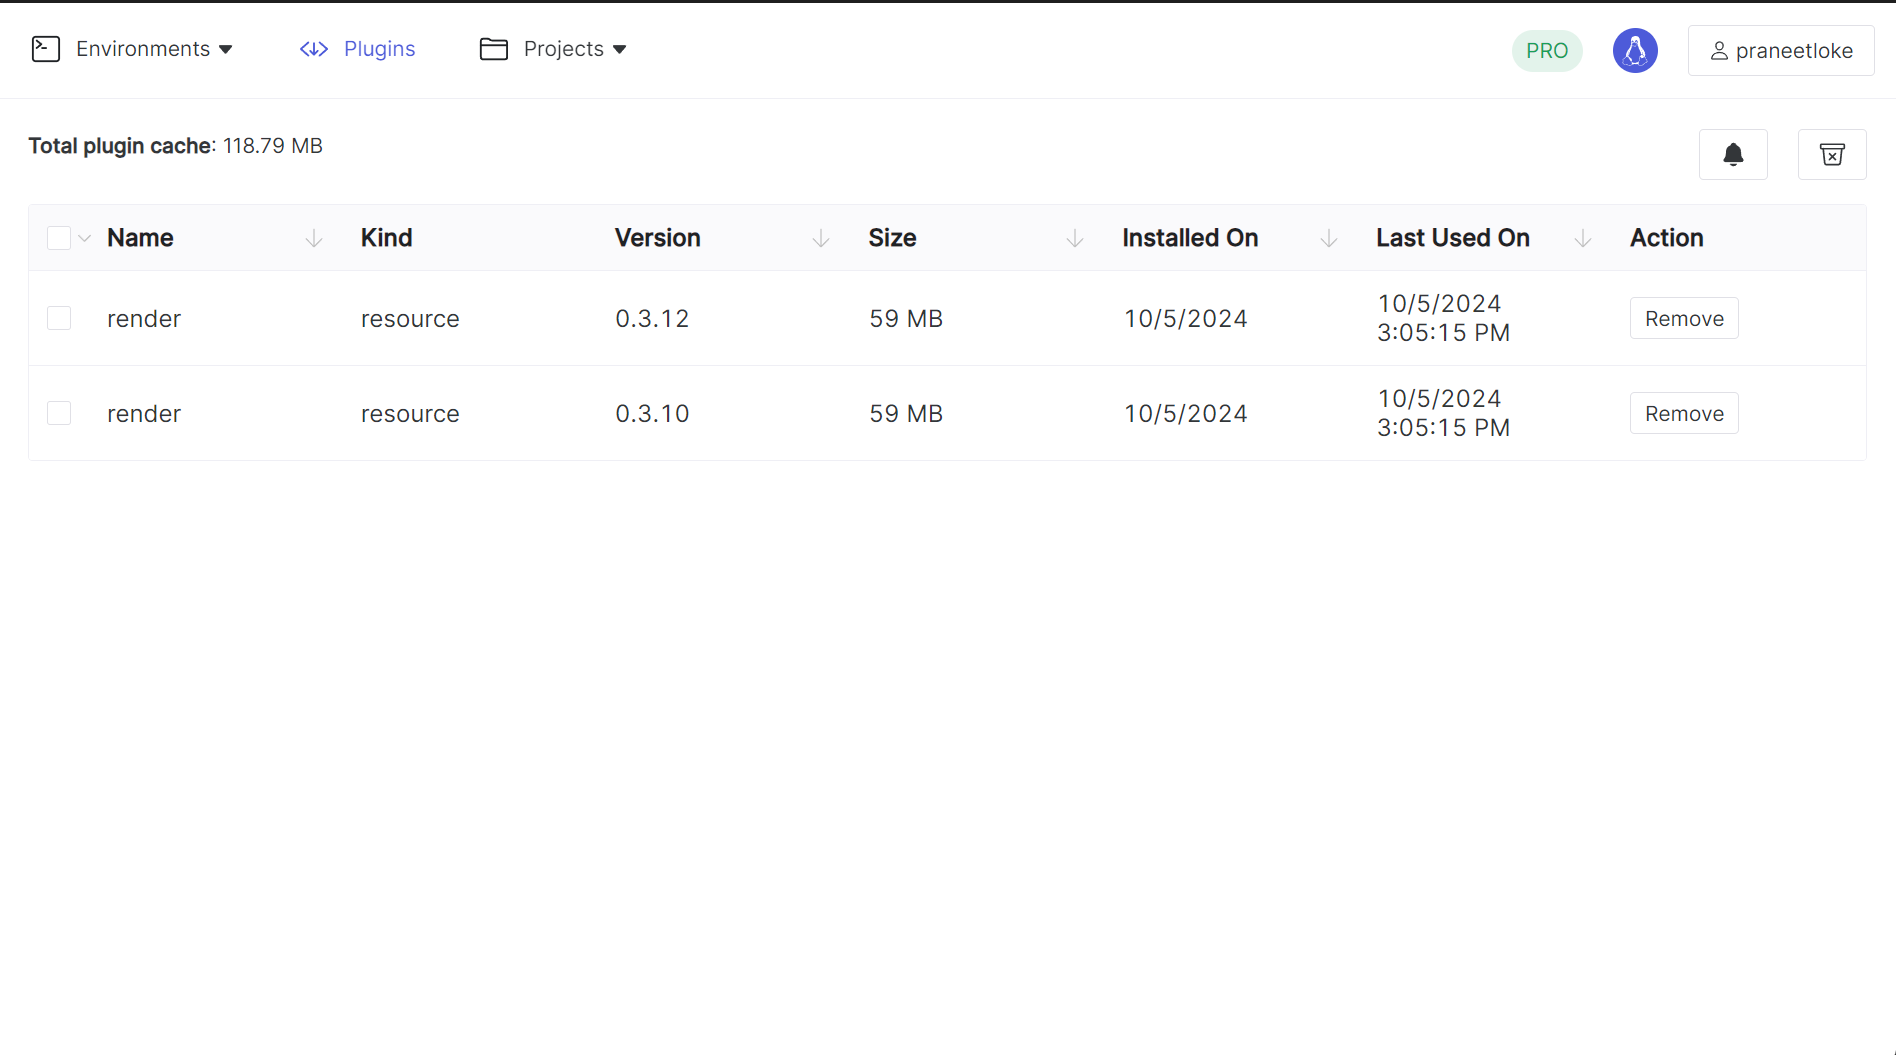 Environments Plugins Projects PRO praneetloke
Total plugin cache: 118.79 MB
Name Kind Version Size Installed On Last Used On Action
render resource 0.3.12 59 MB 10/5/2024 10/5/2024 3:05:15 PM Remove
render resource 0.3.10 59 MB 10/5/2024 10/5/2024 3:05:15 PM Remove